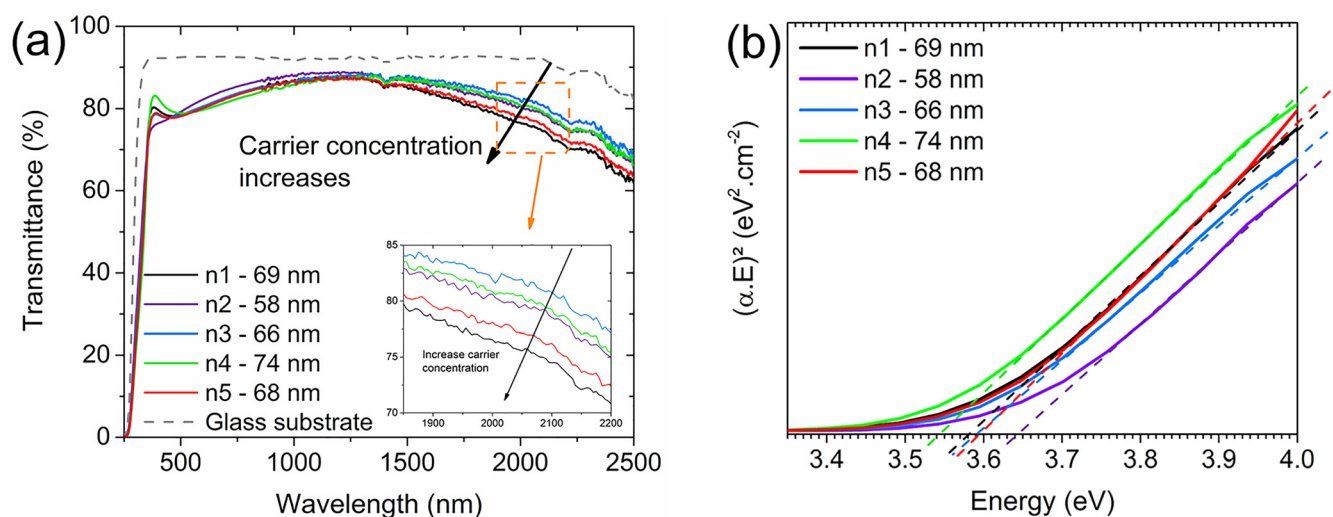 (a)
100
80
60
40
20
0
Transmittance (%)
500
1000
1500
2000
2500
Wavelength (nm)
Carrier concentration
increases
n1 - 69 nm
n2 - 58 nm
n3 - 66 nm
n4 - 74 nm
n5 - 68 nm
Glass substrate
85
80
75
70
1900
2000
2100
2200
Increase carrier
concentration
(b)
n1 - 69 nm
n2 - 58 nm
n3 - 66 nm
n4 - 74 nm
n5 - 68 nm
(α.E)² (eV².cm⁻²)
3.4
3.5
3.6
3.7
3.8
3.9
4.0
Energy (eV)